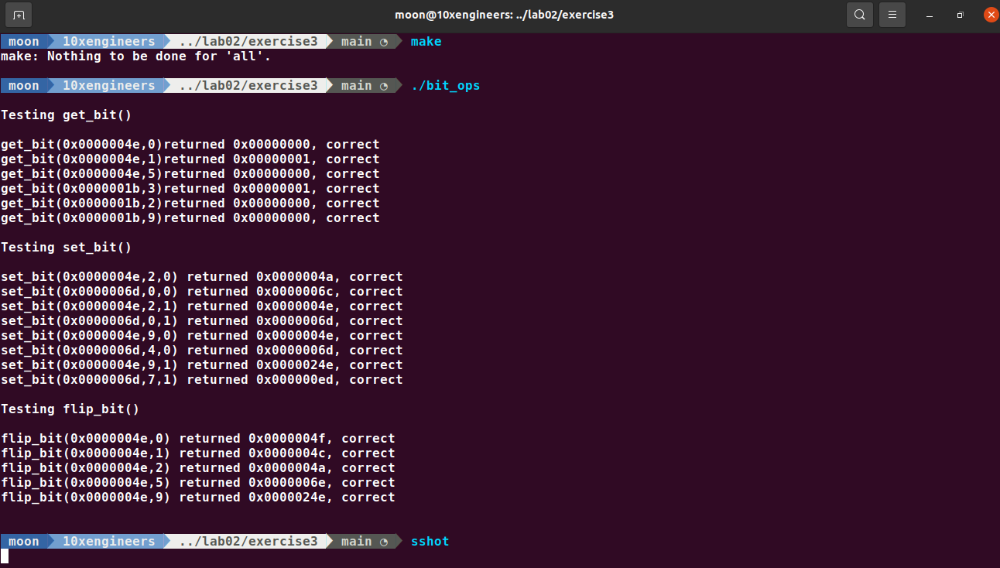 moon@10xengineers: ../lab02/exercise3
moon 10xengineers ../lab02/exercise3 main make
make: Nothing to be done for 'all'.
moon 10xengineers ../lab02/exercise3 main ./bit_ops
Testing get_bit()
get_bit(0x0000004e,0)returned 0x00000000, correct
get_bit(0x0000004e,1)returned 0x00000001, correct
get_bit(0x0000004e,5)returned 0x00000000, correct
get_bit(0x0000001b,3)returned 0x00000001, correct
get_bit(0x0000001b,2)returned 0x00000000, correct
get_bit(0x0000001b,9)returned 0x00000000, correct
Testing set_bit()
set_bit(0x0000004e,2,0) returned 0x0000004a, correct
set_bit(0x0000006d,0,0) returned 0x0000006c, correct
set_bit(0x0000004e,2,1) returned 0x0000004e, correct
set_bit(0x0000006d,0,1) returned 0x0000006d, correct
set_bit(0x0000004e,9,0) returned 0x0000004e, correct
set_bit(0x0000006d,4,0) returned 0x0000006d, correct
set_bit(0x0000004e,9,1) returned 0x0000024e, correct
set_bit(0x0000006d,7,1) returned 0x000000ed, correct
Testing flip_bit()
flip_bit(0x0000004e,0) returned 0x0000004f, correct
flip_bit(0x0000004e,1) returned 0x0000004c, correct
flip_bit(0x0000004e,2) returned 0x0000004a, correct
flip_bit(0x0000004e,5) returned 0x0000006e, correct
flip_bit(0x0000004e,9) returned 0x0000024e, correct
moon 10xengineers ../lab02/exercise3 main sshot